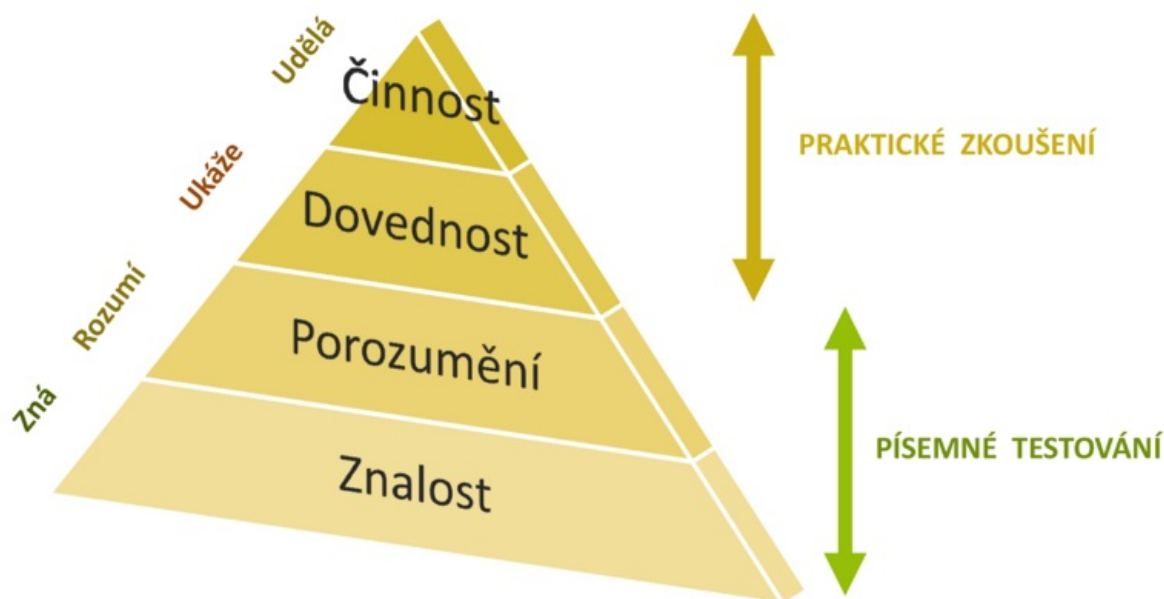 Udělá
Činnost
PRAKTICKÉ ZKOUŠENÍ
Ukáže
Dovednost
Rozumí
Porozumění
PÍSEMNÉ TESTOVÁNÍ
Zná
Znalost